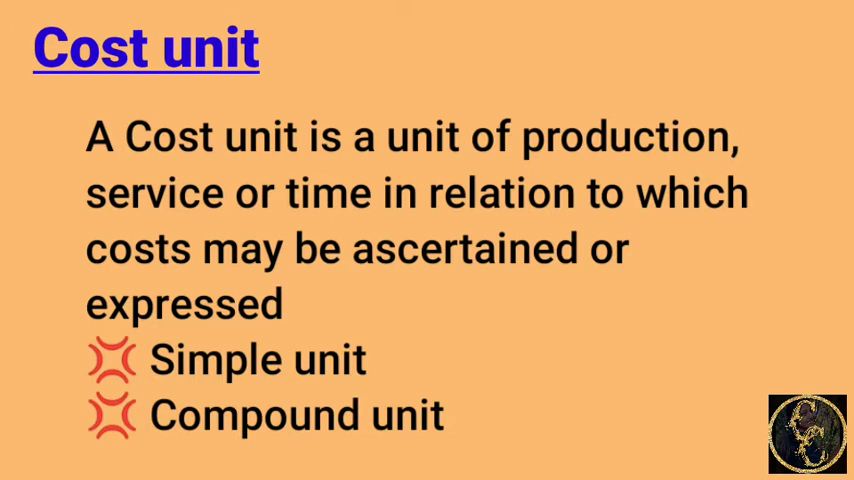 Cost unit
A Cost unit is a unit of production,
service or time in relation to which
costs may be ascertained or
expressed
💢 Simple unit
💢 Compound unit